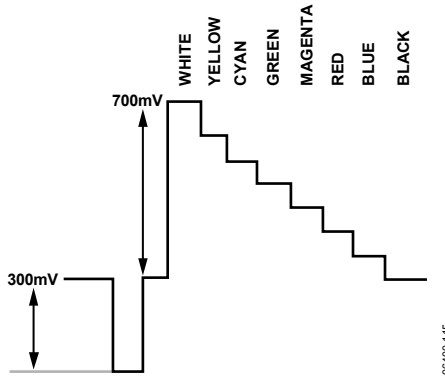 WHITE
YELLOW
CYAN
GREEN
MAGENTA
RED
BLUE
BLACK
700mV
300mV